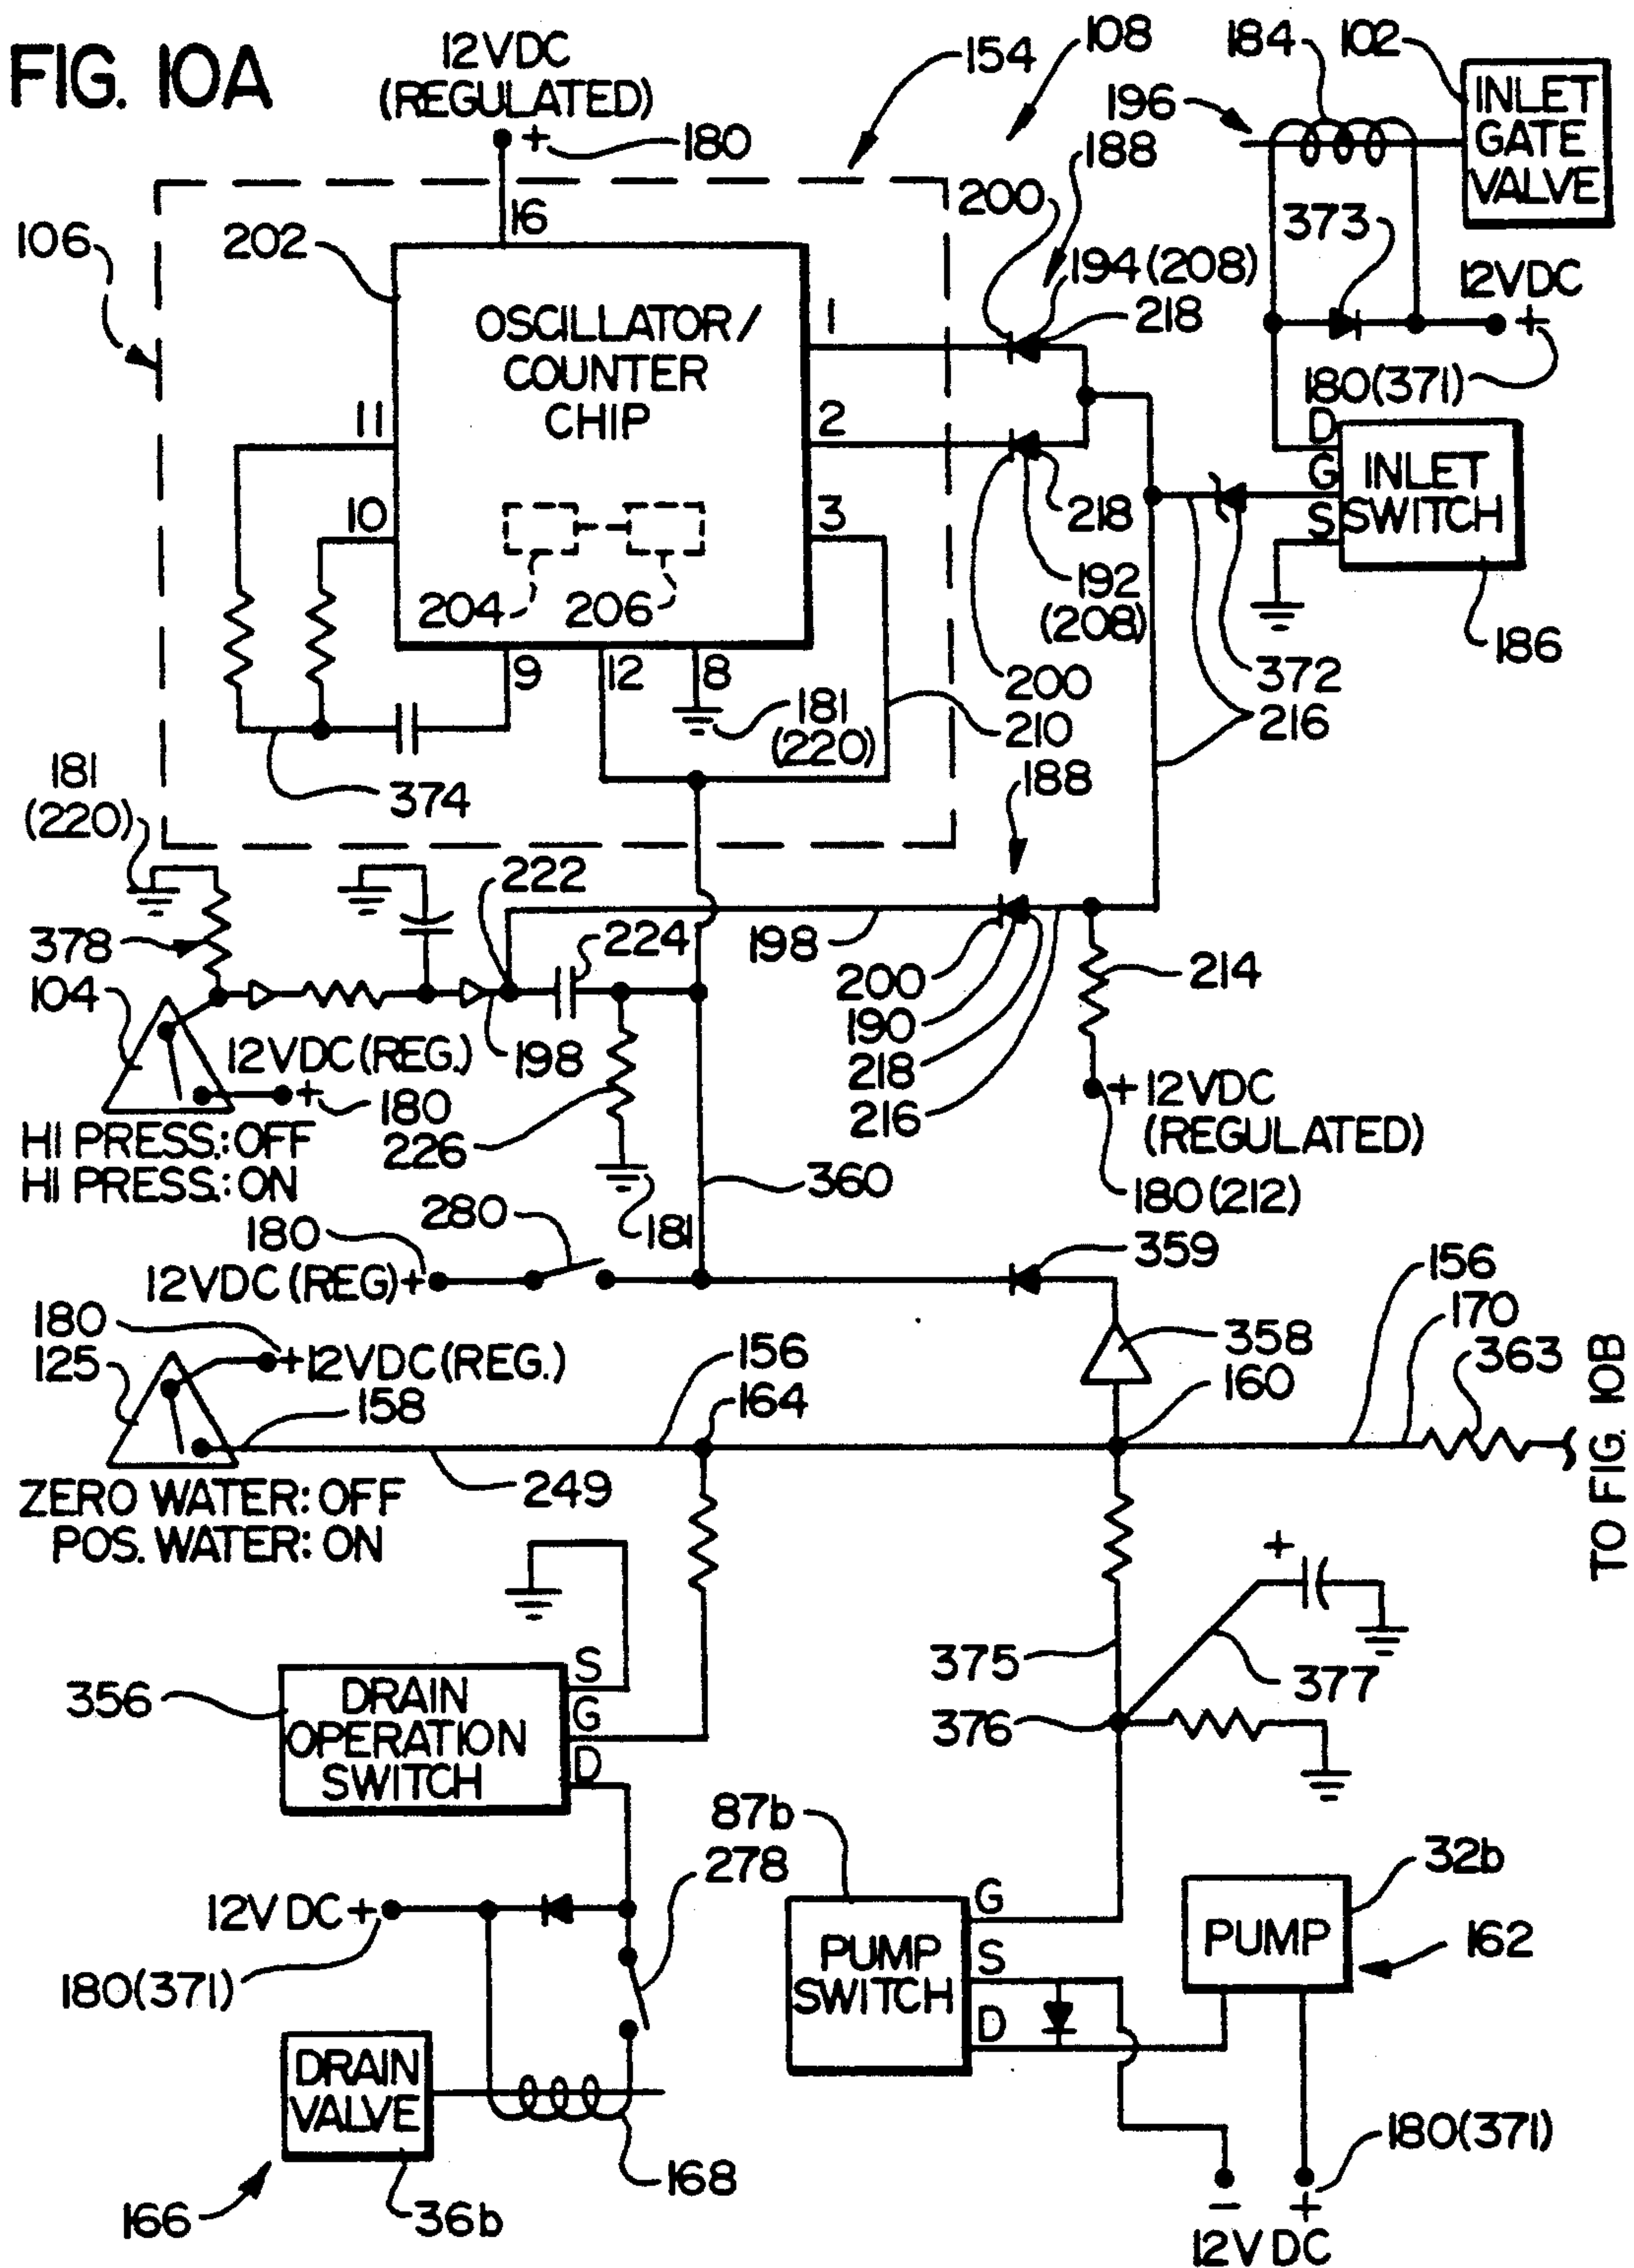 FIG. 10A
12VDC
(REGULATED)
+
180
154
108
184
102
INLET
GATE
VALVE
196
188
106
202
16
200
194 (208)
218
373
12VDC
+
180(371)
OSCILLATOR/
COUNTER
CHIP
1
2
3
11
10
204
206
9
12
8
181
(220)
374
210
218
192
(208)
200
D
G
S
INLET
SWITCH
186
372
216
181
(220)
378
104
222
224
198
188
198
12VDC (REG.)
+
180
HI PRESS.: OFF
HI PRESS.: ON
226
181
200
190
218
216
214
+12VDC
(REGULATED)
180(212)
360
280
180
12VDC (REG)+
359
156
170
363
TO FIG. 10B
180
125
+12VDC (REG.)
158
156
164
358
160
249
ZERO WATER: OFF
POS. WATER: ON
+
377
375
376
356
DRAIN
OPERATION
SWITCH
S
G
D
87b
278
32b
12V DC +
180(371)
PUMP
SWITCH
G
S
D
PUMP
162
DRAIN
VALVE
168
166
36b
180(371)
- +
12V DC